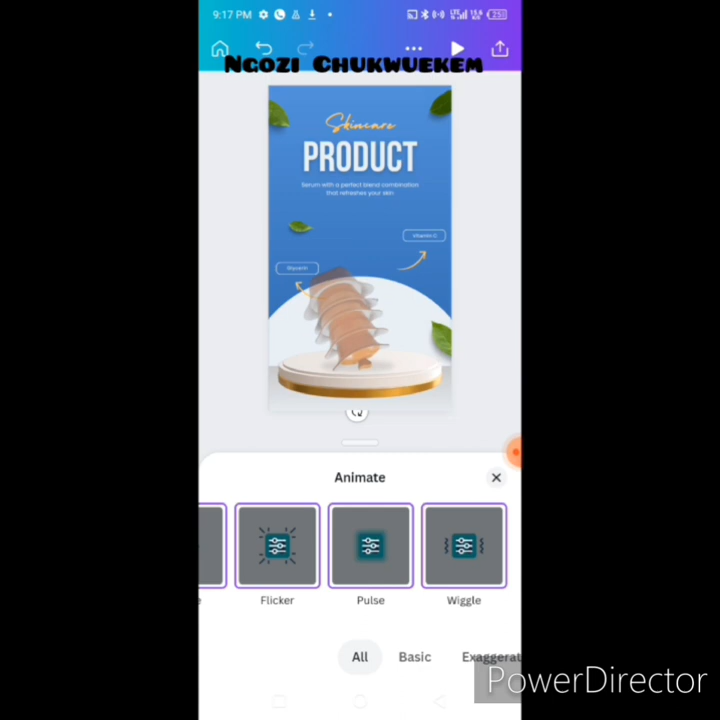 9:17 PM
Ngozi Chukwuekem
Skincare
PRODUCT
Serum with a perfect blend combination
that refreshes your skin
Vitamin C
Glycerin
Animate
Flicker
Pulse
Wiggle
All
Basic
Exaggerat
PowerDirector